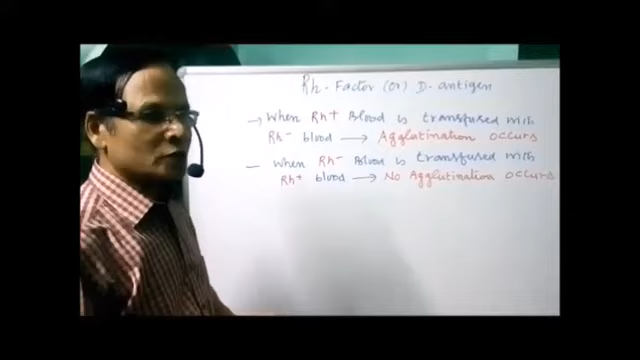 Rh - Factor (or) D - antigen
→ When Rh+ Blood is transfused with
Rh- blood → Agglutination occurs
- When Rh- Blood is transfused with
Rh+ blood → No Agglutination occurs